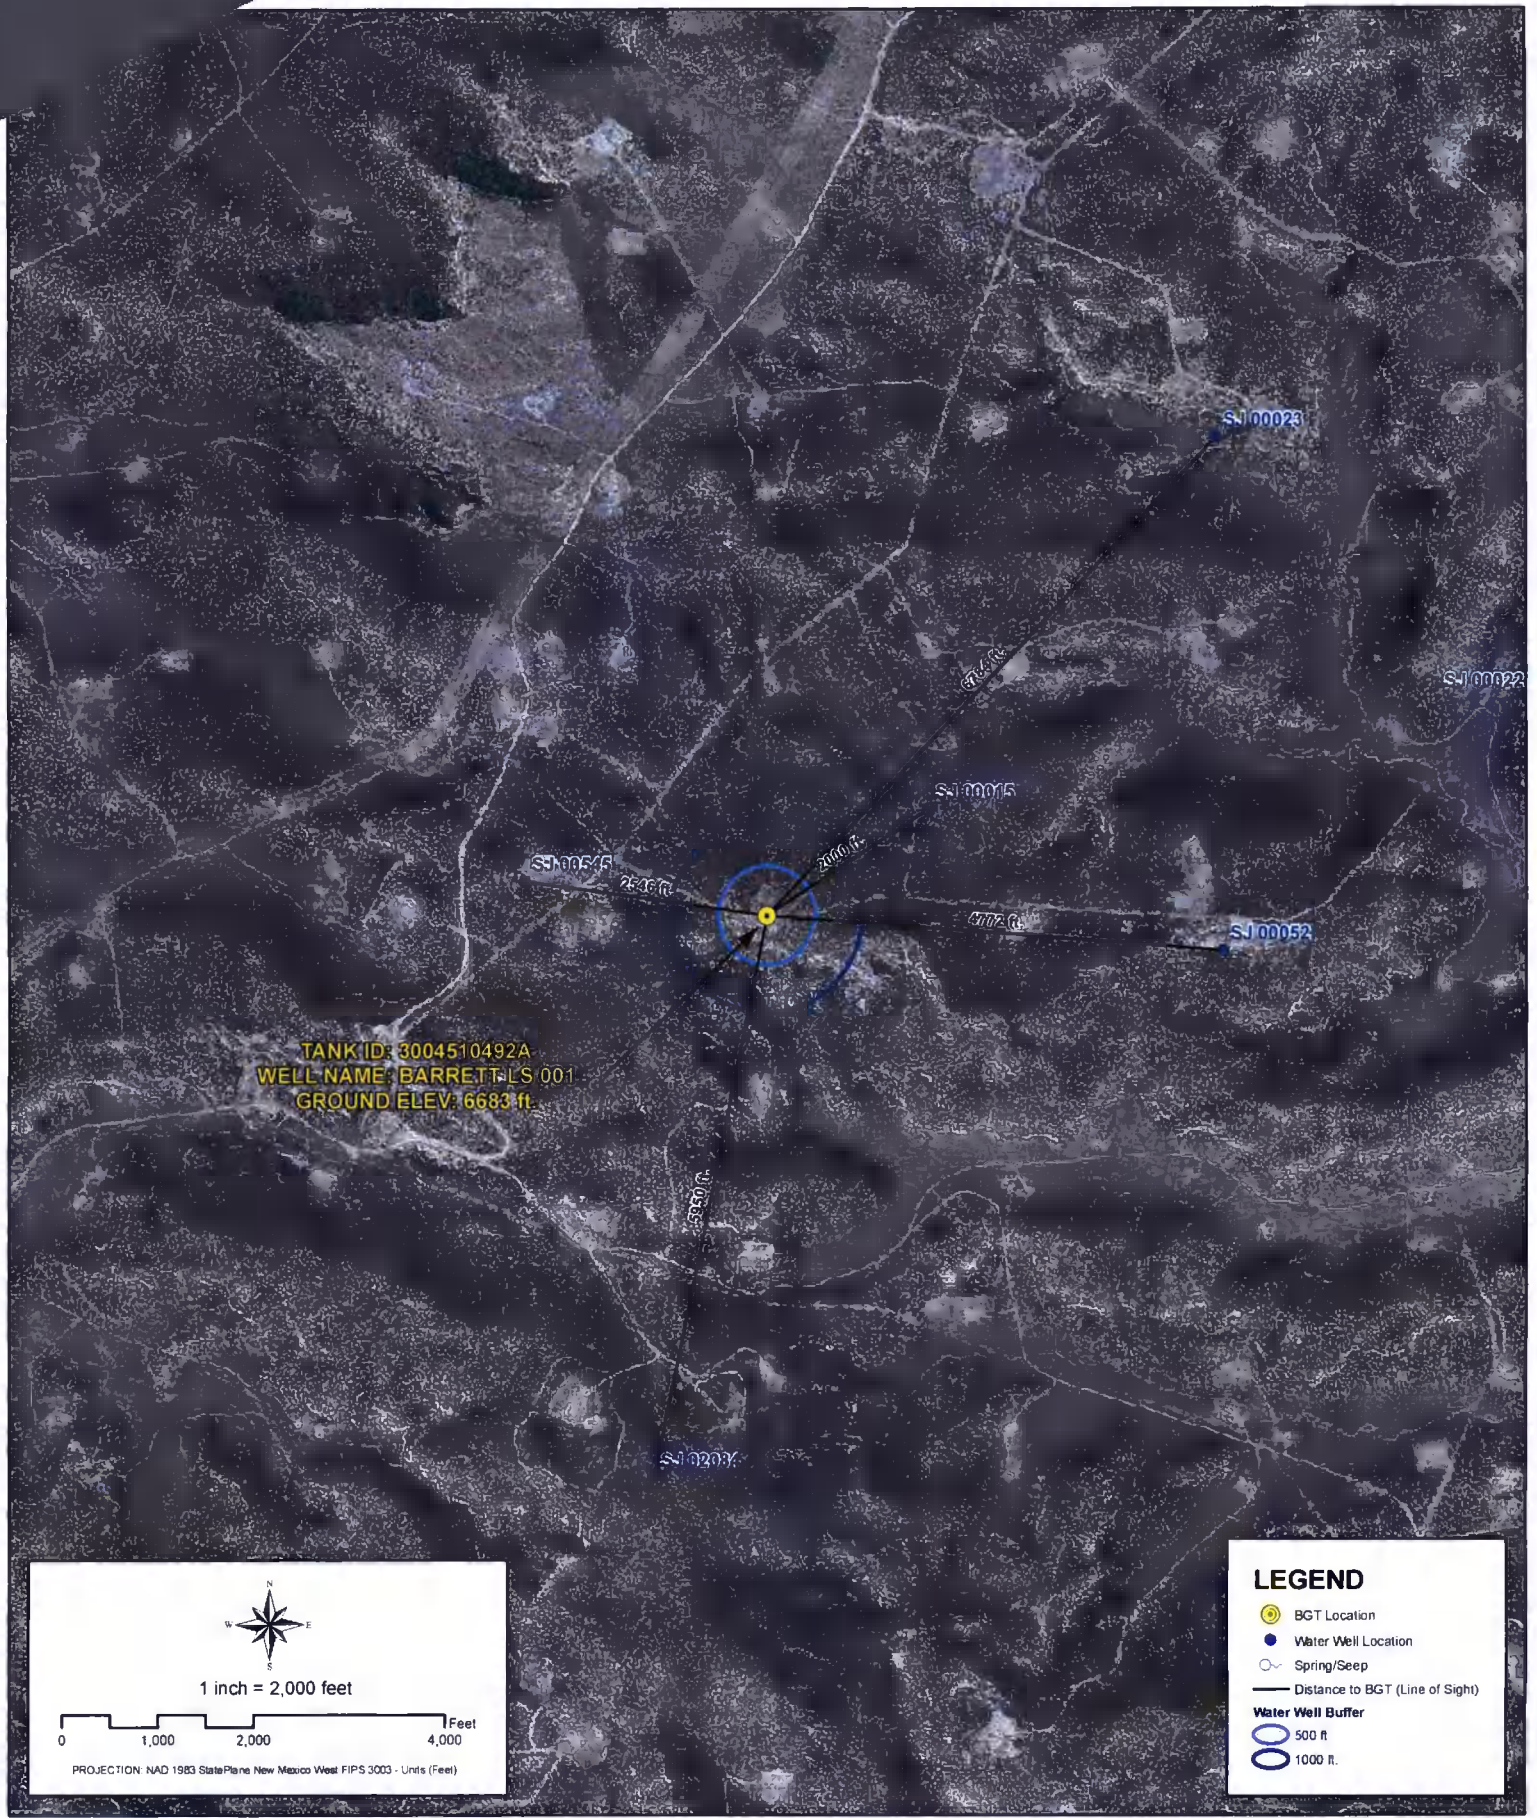 SJ 00023
SJ 00022
SJ 00015
2000 ft.
SJ 00545
2546 ft.
4772 ft.
SJ 00052
TANK ID: 3004510492A
WELL NAME: BARRETT LS 001
GROUND ELEV: 6683 ft.
5950 ft.
SJ 02084
N
W E
S
1 inch = 2,000 feet
Feet
0 1,000 2,000 4,000
PROJECTION: NAD 1983 StatePlane New Mexico West FIPS 3003 - Units (Feet)
LEGEND
BGT Location
Water Well Location
Spring/Seep
Distance to BGT (Line of Sight)
Water Well Buffer
500 ft
1000 ft.